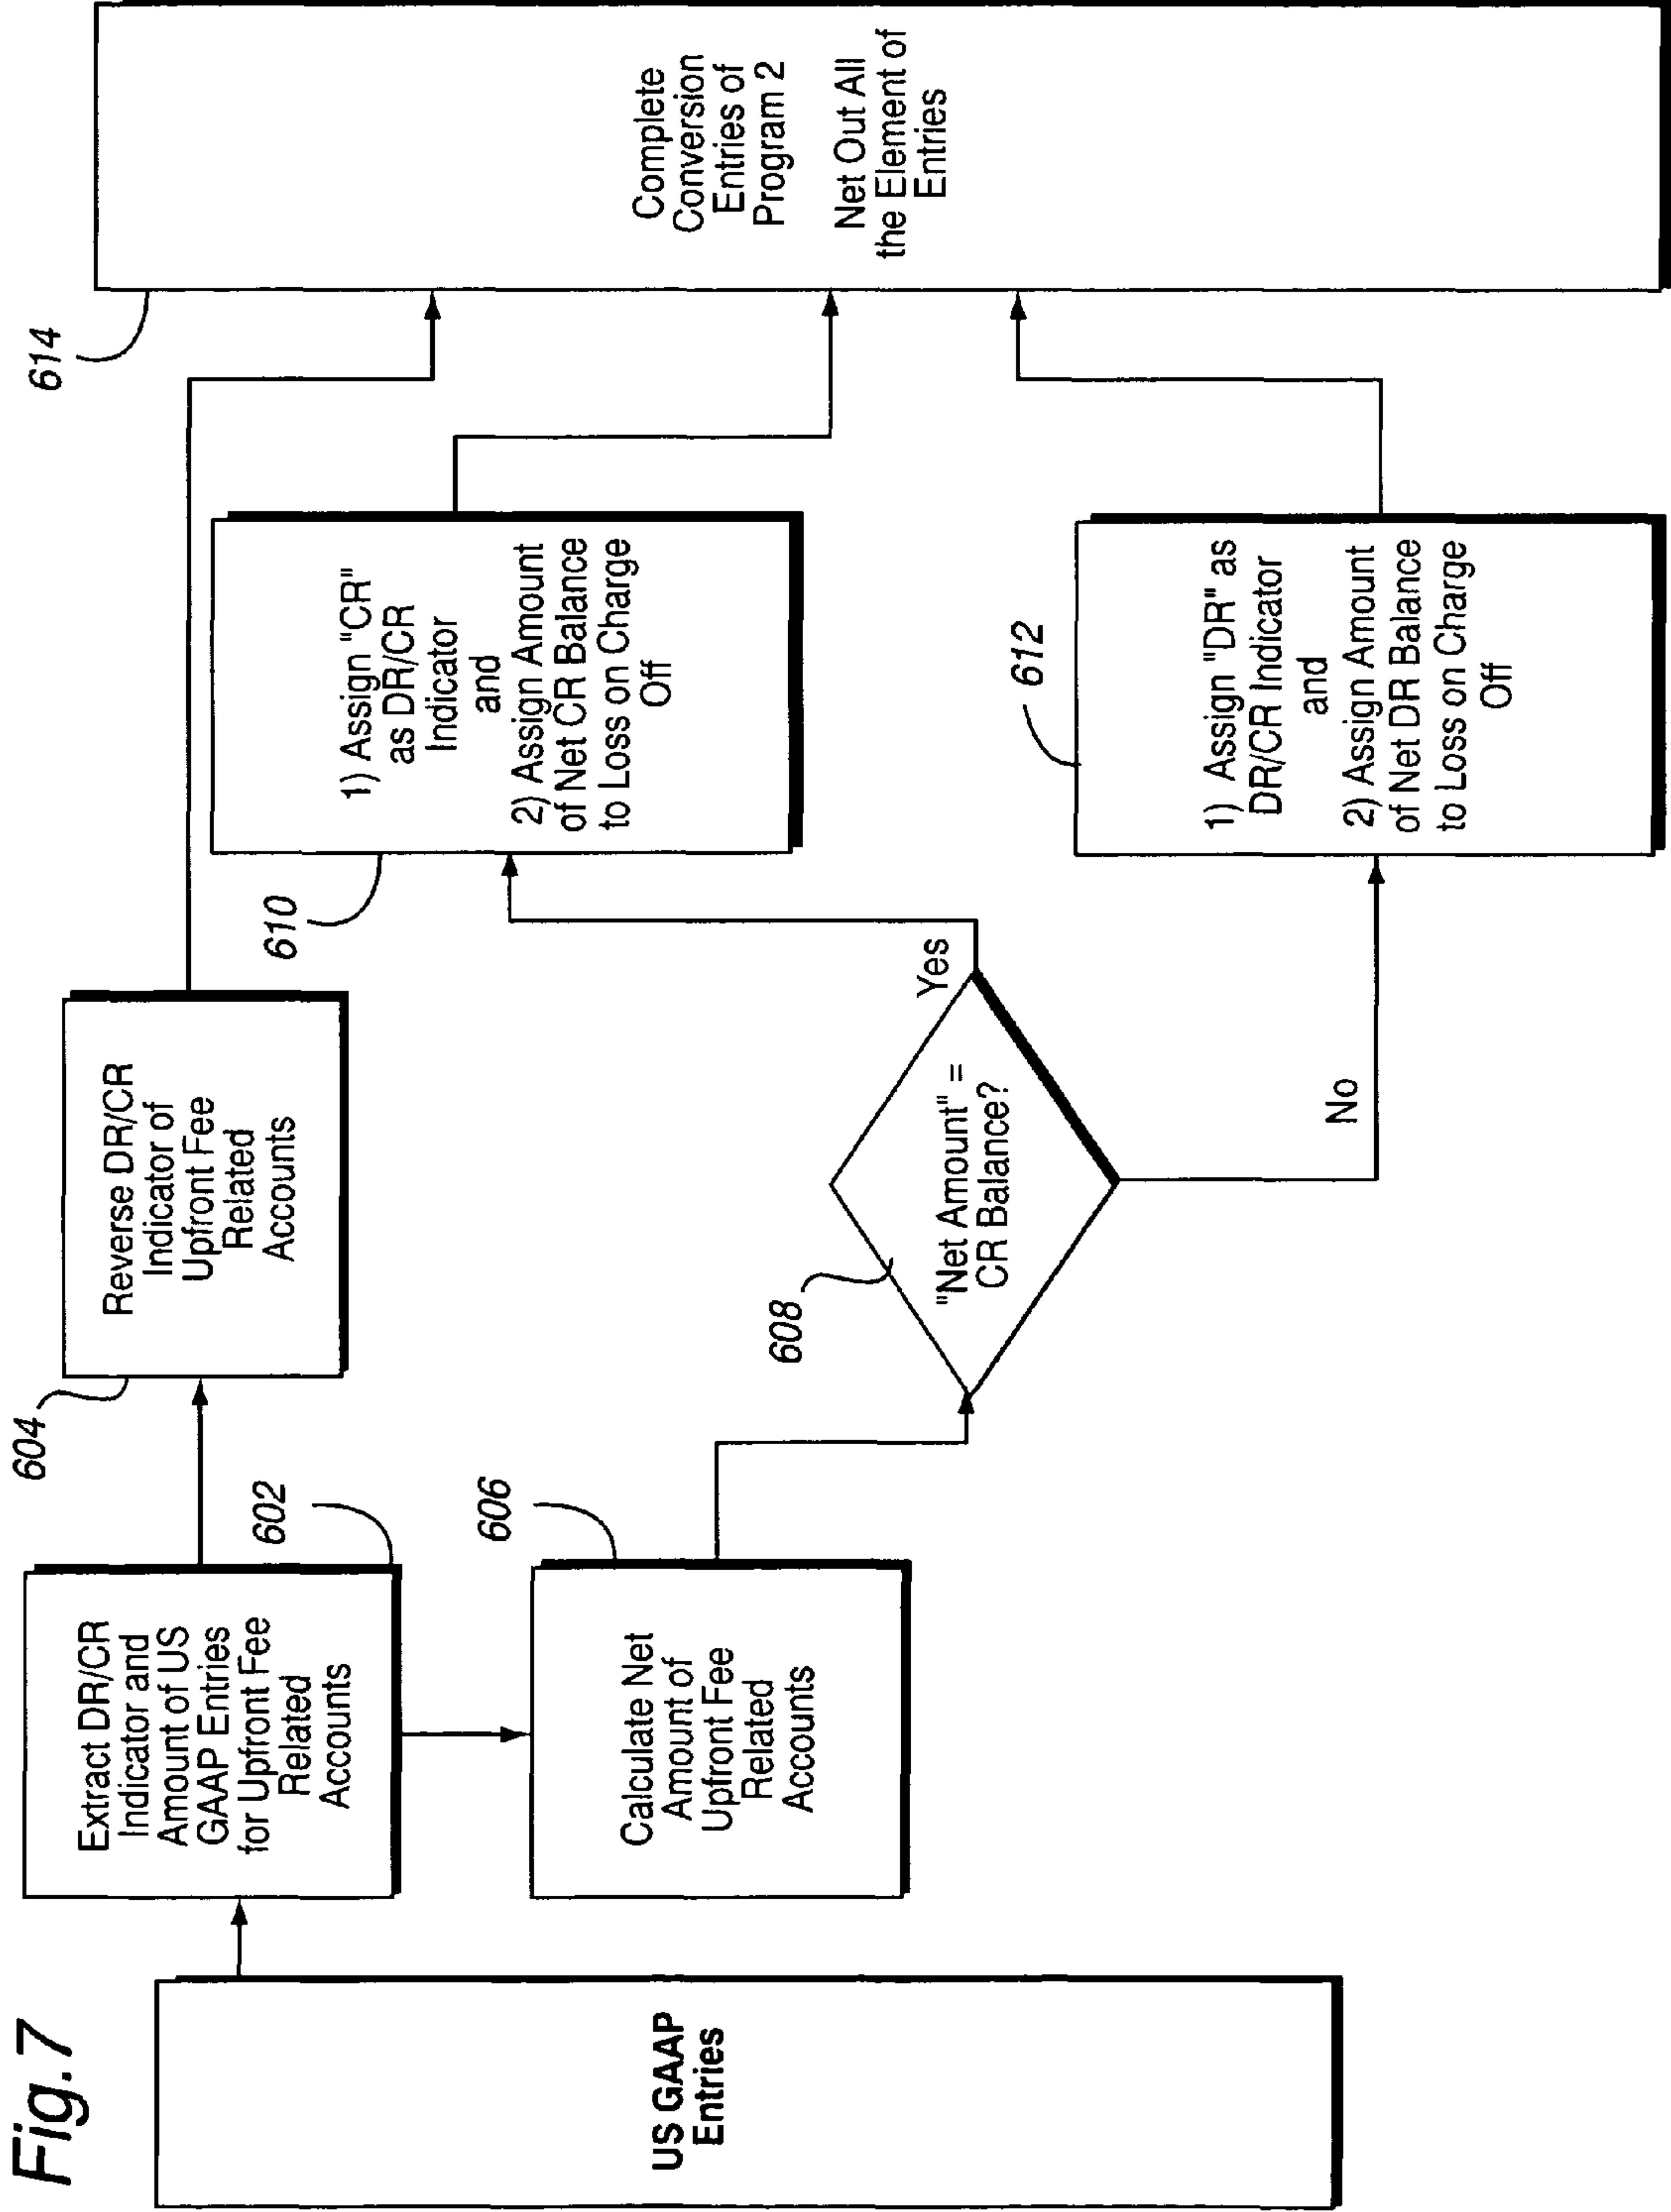 Fig.7
US GAAP
Entries
602
Extract DR/CR
Indicator and
Amount of US
GAAP Entries
for Upfront Fee
Related
Accounts
604
Reverse DR/CR
Indicator of
Upfront Fee
Related
Accounts
606
Calculate Net
Amount of
Upfront Fee
Related
Accounts
608
"Net Amount" =
CR Balance?
Yes
No
610
1) Assign "CR"
as DR/CR
Indicator
and
2) Assign Amount
of Net CR Balance
to Loss on Charge
Off
612
1) Assign "DR" as
DR/CR Indicator
and
2) Assign Amount
of Net DR Balance
to Loss on Charge
Off
614
Complete
Conversion
Entries of
Program 2
Net Out All
the Element of
Entries